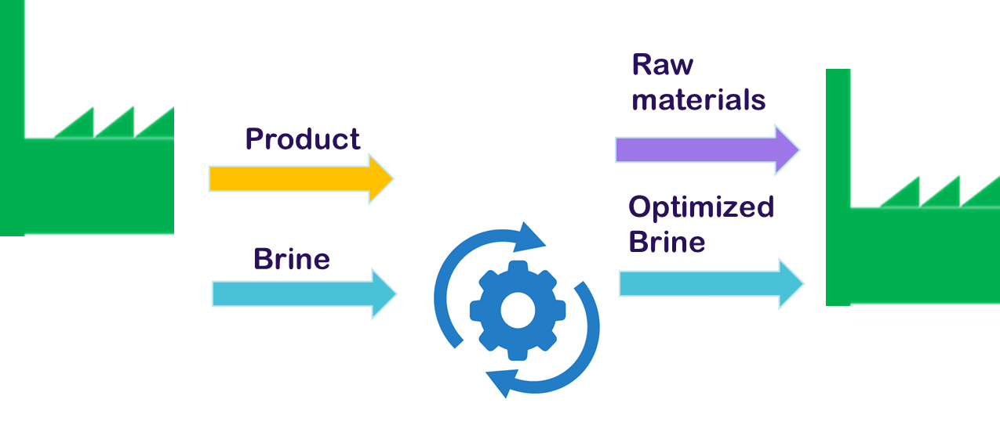 Product
Brine
Raw
materials
Optimized
Brine